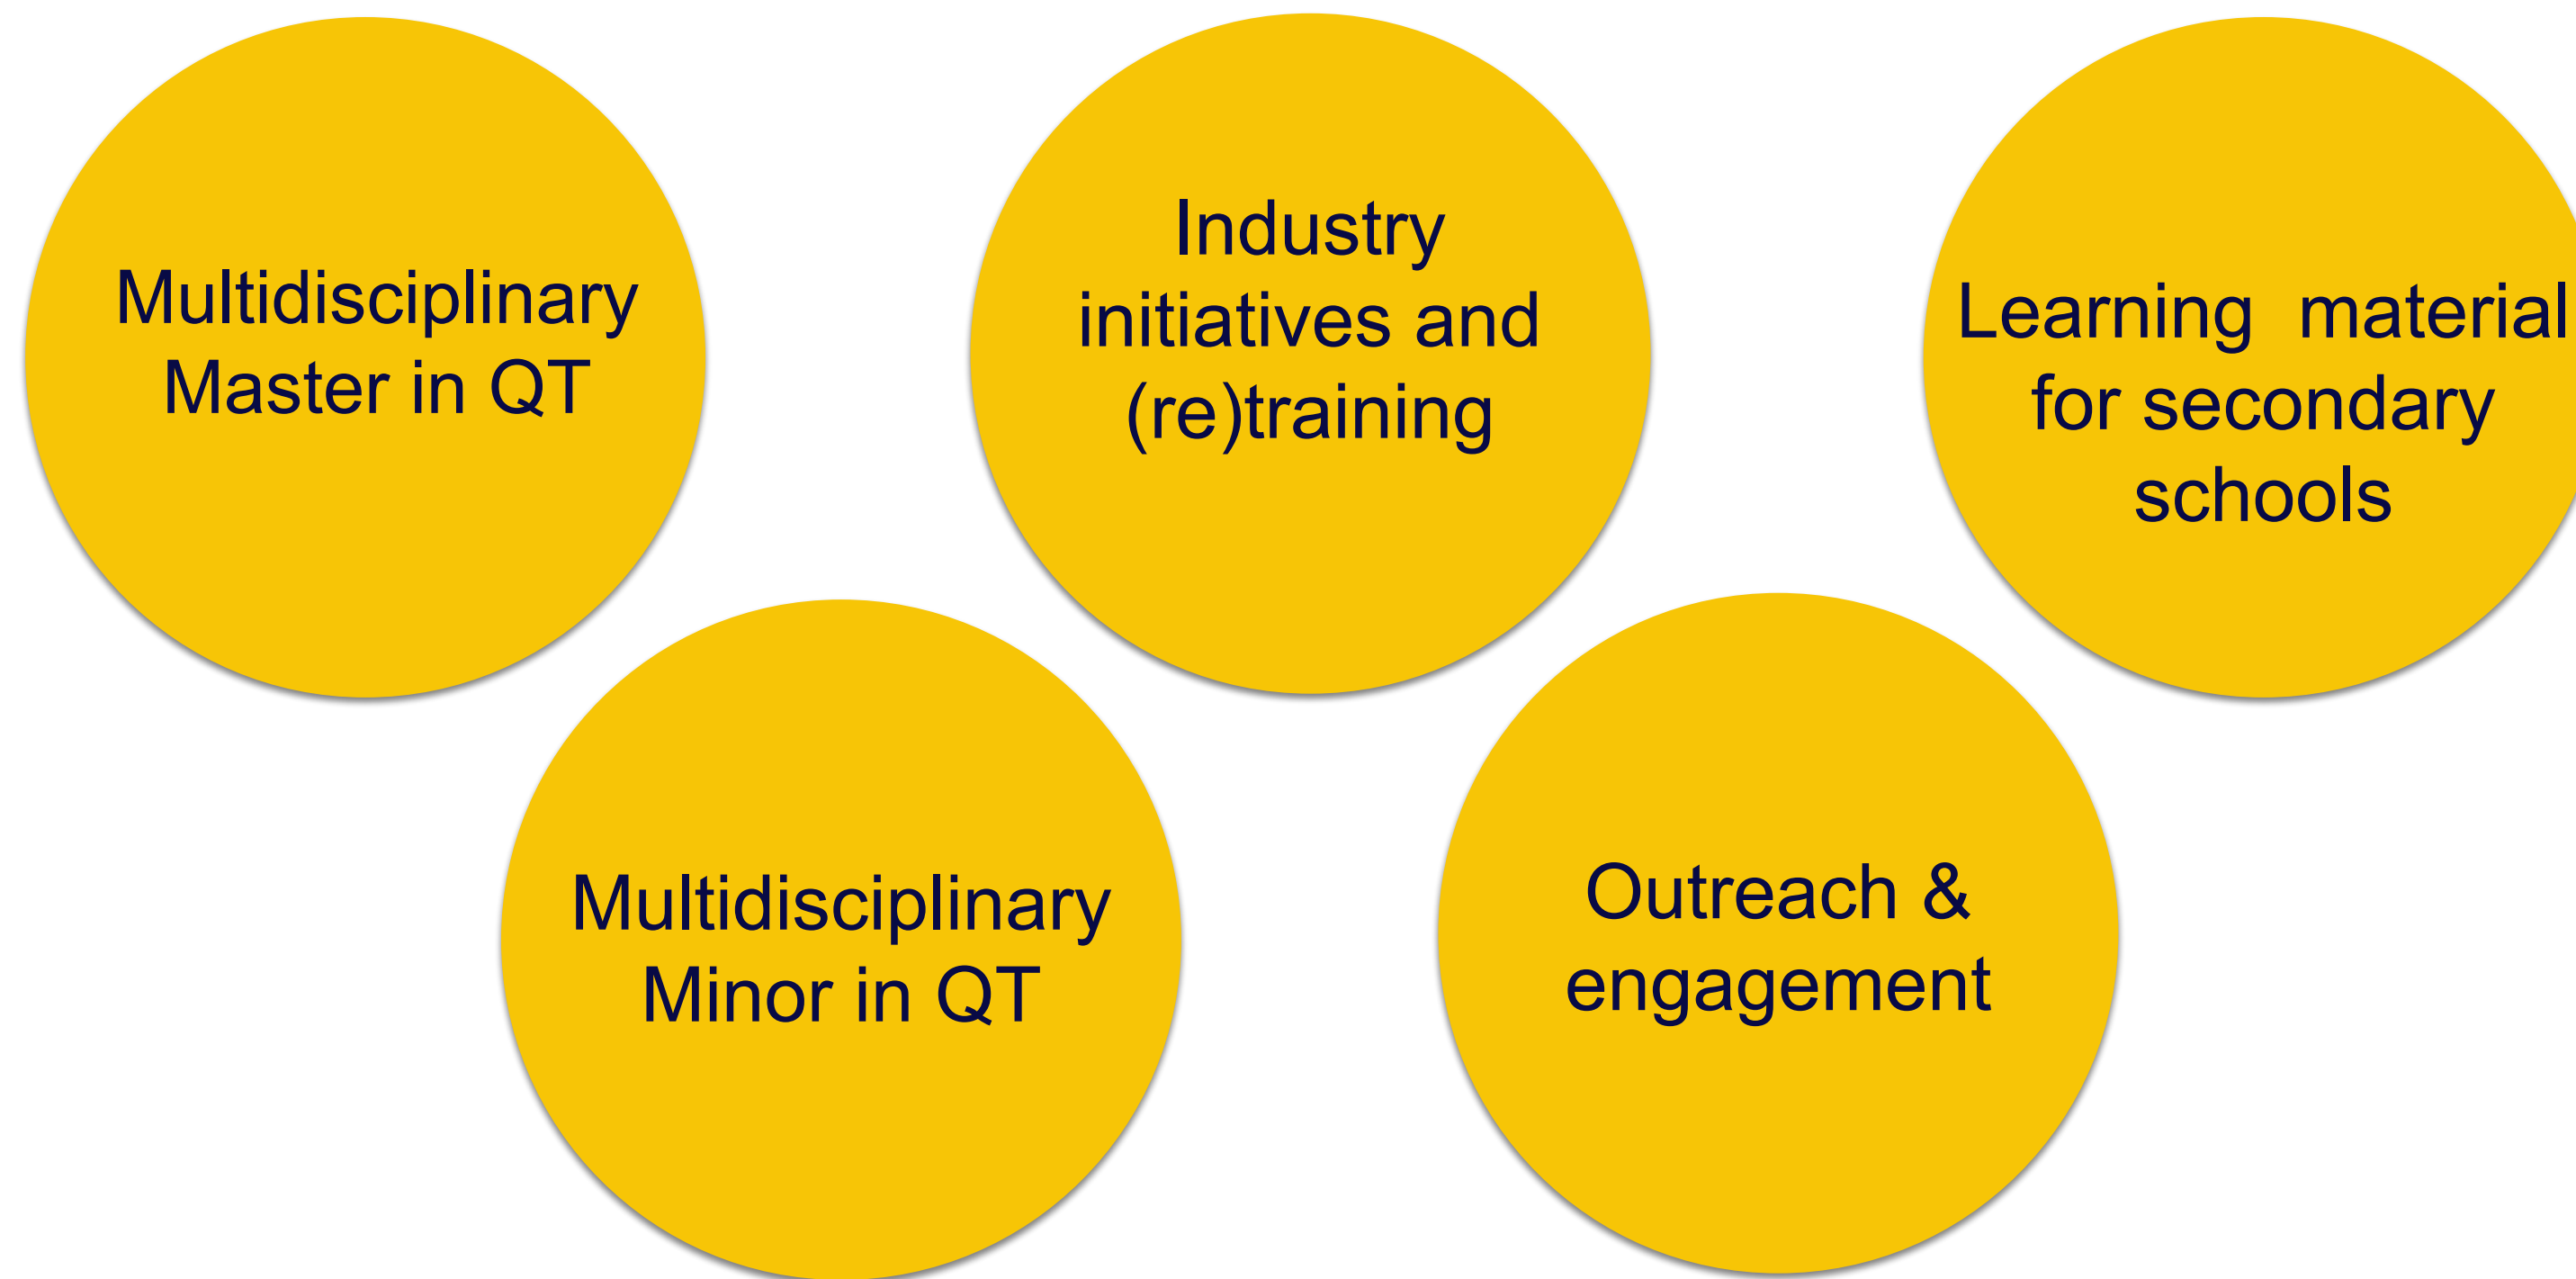 Multidisciplinary
Master in QT
Industry
initiatives and
(re)training
Learning  material
for secondary
schools
Multidisciplinary
Minor in QT
Outreach &
engagement